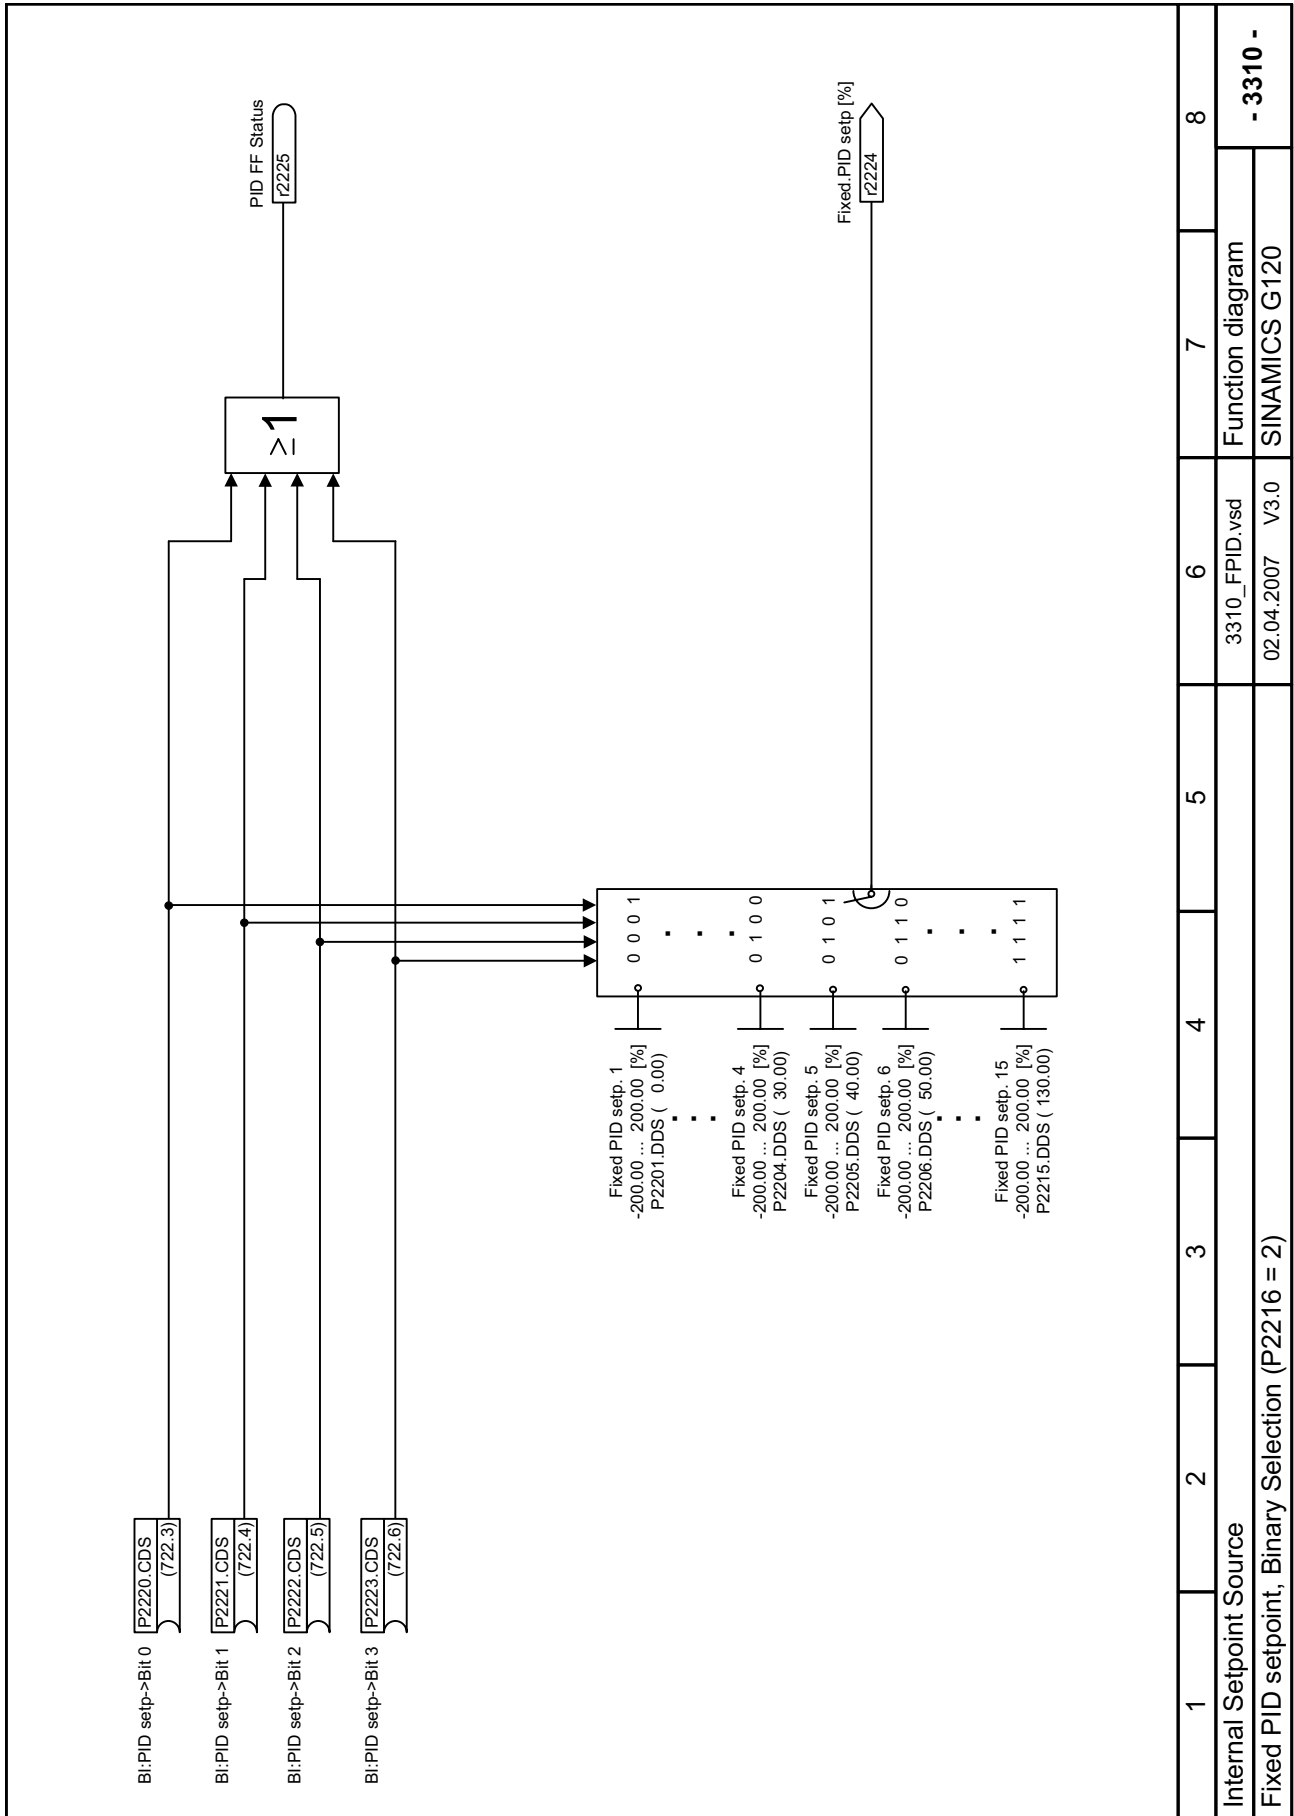 BI:PID setp->Bit 0
P2220.CDS
(722.3)
BI:PID setp->Bit 1
P2221.CDS
(722.4)
BI:PID setp->Bit 2
P2222.CDS
(722.5)
BI:PID setp->Bit 3
P2223.CDS
(722.6)
≥1
PID FF Status
r2225
Fixed PID setp. 1
-200.00 ... 200.00 [%]
P2201.DDS ( 0.00)
0 0 0 1
. . .
. . .
Fixed PID setp. 4
-200.00 ... 200.00 [%]
P2204.DDS ( 30.00)
0 1 0 0
Fixed PID setp. 5
-200.00 ... 200.00 [%]
P2205.DDS ( 40.00)
0 1 0 1
Fixed PID setp. 6
-200.00 ... 200.00 [%]
P2206.DDS ( 50.00)
0 1 1 0
. . .
. . .
Fixed PID setp. 15
-200.00 ... 200.00 [%]
P2215.DDS ( 130.00)
1 1 1 1
Fixed.PID setp [%]
r2224
1 2 3 4 5 6 7 8
Internal Setpoint Source
3310_FPID.vsd
Function diagram
- 3310 -
Fixed PID setpoint, Binary Selection (P2216 = 2)
02.04.2007 V3.0
SINAMICS G120